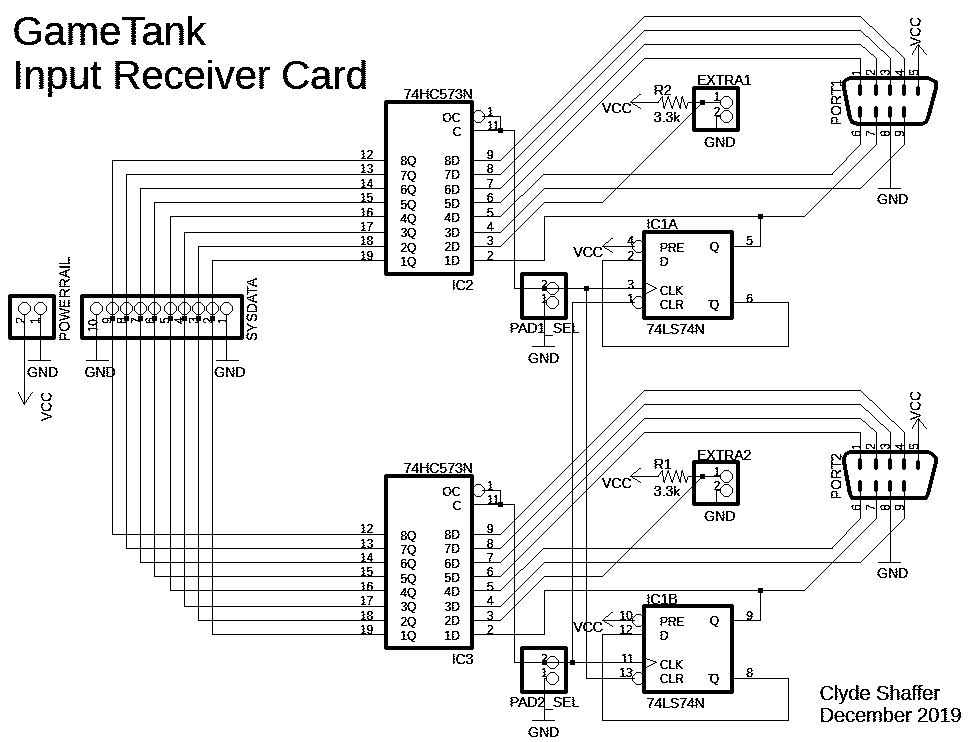 GameTank
Input Receiver Card
74HC573N
OC
C
1
11
12 8Q 8D 9
13 7Q 7D 8
14 6Q 6D 7
15 5Q 5D 6
16 4Q 4D 5
17 3Q 3D 4
18 2Q 2D 3
19 1Q 1D 2
IC2
VCC
R2
3.3k
EXTRA1
1
2
GND
PORT1
1 2 3 4 5
6 7 8 9
VCC
GND
IC1A
VCC
4 PRE Q 5
2 D
3 CLK
1 CLR Q 6
74LS74N
2
1
PAD1_SEL
GND
POWERRAIL
2 1
GND
VCC
SYSDATA
10 9 8 7 6 5 4 3 2 1
GND
GND
74HC573N
OC
C
1
11
12 8Q 8D 9
13 7Q 7D 8
14 6Q 6D 7
15 5Q 5D 6
16 4Q 4D 5
17 3Q 3D 4
18 2Q 2D 3
19 1Q 1D 2
IC3
VCC
R1
3.3k
EXTRA2
1
2
GND
PORT2
1 2 3 4 5
6 7 8 9
VCC
GND
IC1B
VCC
10 PRE Q 9
12 D
11 CLK
13 CLR Q 8
74LS74N
2
1
PAD2_SEL
GND
Clyde Shaffer
December 2019